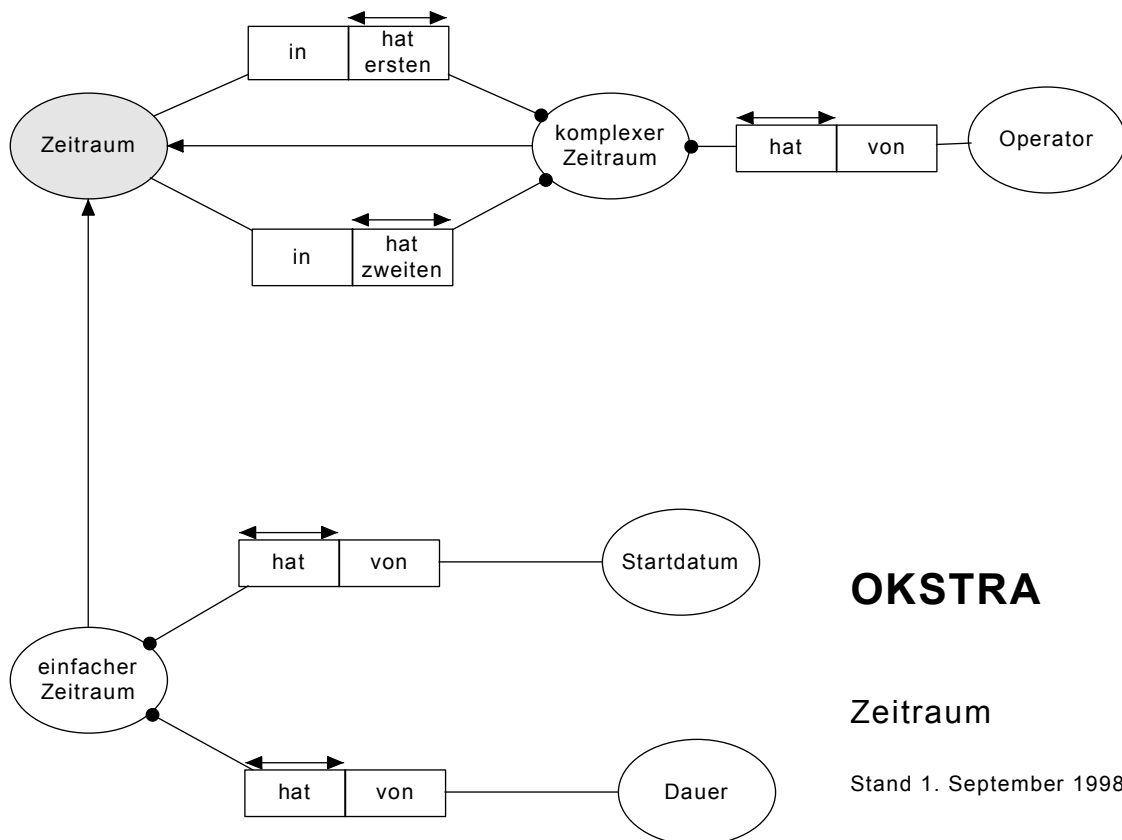 in
hat
ersten
Zeitraum
komplexer
Zeitraum
hat
von
Operator
in
hat
zweiten
hat
von
Startdatum
OKSTRA
einfacher
Zeitraum
Zeitraum
hat
von
Dauer
Stand 1. September 1998